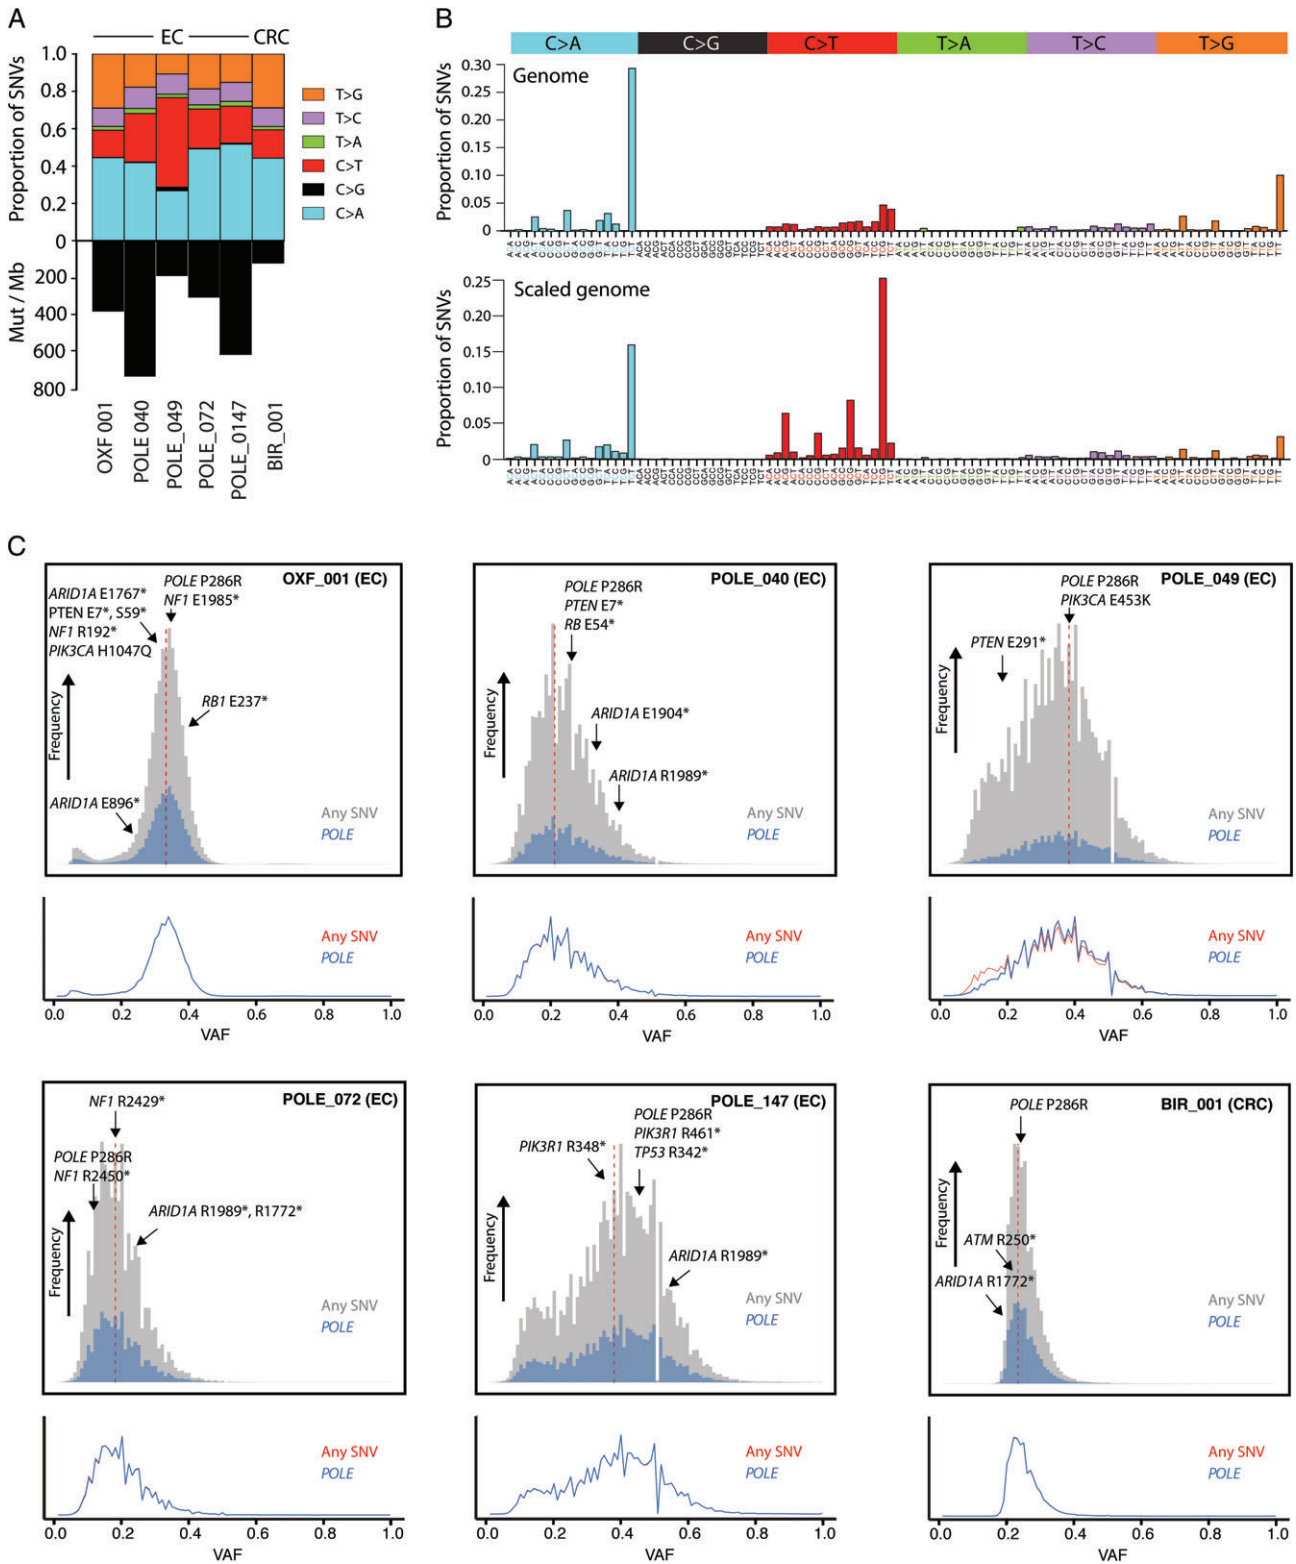 A
EC
CRC
Proportion of SNVs
1.0
0.8
0.6
0.4
0.2
0
200
400
600
800
Mut / Mb
T>G
T>C
T>A
C>T
C>G
C>A
OXF 001
POLE 040
POLE_049
POLE_072
POLE_0147
BIR_001
B
C>A
C>G
C>T
T>A
T>C
T>G
Genome
Proportion of SNVs
0.30
0.25
0.20
0.15
0.10
0.05
0
Scaled genome
Proportion of SNVs
0.25
0.20
0.15
0.10
0.05
0
C
OXF_001 (EC)
ARID1A E1767*
PTEN E7*, S59*
NF1 R192*
PIK3CA H1047Q
POLE P286R
NF1 E1985*
RB1 E237*
ARID1A E896*
Frequency
Any SNV
POLE
Any SNV
POLE
0.0 0.2 0.4 0.6 0.8 1.0
VAF
POLE_040 (EC)
POLE P286R
PTEN E7*
RB E54*
ARID1A E1904*
ARID1A R1989*
Frequency
Any SNV
POLE
Any SNV
POLE
0.0 0.2 0.4 0.6 0.8 1.0
VAF
POLE_049 (EC)
POLE P286R
PIK3CA E453K
PTEN E291*
Frequency
Any SNV
POLE
Any SNV
POLE
0.0 0.2 0.4 0.6 0.8 1.0
VAF
POLE_072 (EC)
NF1 R2429*
POLE P286R
NF1 R2450*
ARID1A R1989*, R1772*
Frequency
Any SNV
POLE
Any SNV
POLE
0.0 0.2 0.4 0.6 0.8 1.0
VAF
POLE_147 (EC)
POLE P286R
PIK3R1 R461*
TP53 R342*
PIK3R1 R348*
ARID1A R1989*
Frequency
Any SNV
POLE
Any SNV
POLE
0.0 0.2 0.4 0.6 0.8 1.0
VAF
BIR_001 (CRC)
POLE P286R
ATM R250*
ARID1A R1772*
Frequency
Any SNV
POLE
Any SNV
POLE
0.0 0.2 0.4 0.6 0.8 1.0
VAF